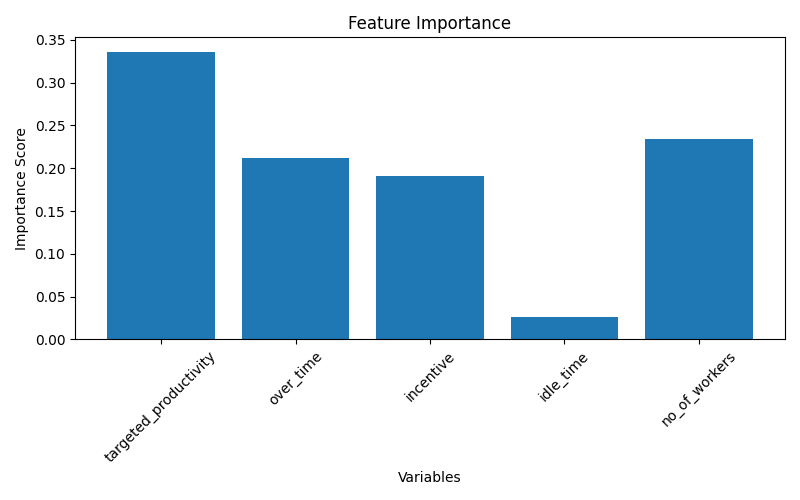 Feature Importance
Importance Score
0.35
0.30
0.25
0.20
0.15
0.10
0.05
0.00
targeted_productivity
over_time
incentive
idle_time
no_of_workers
Variables